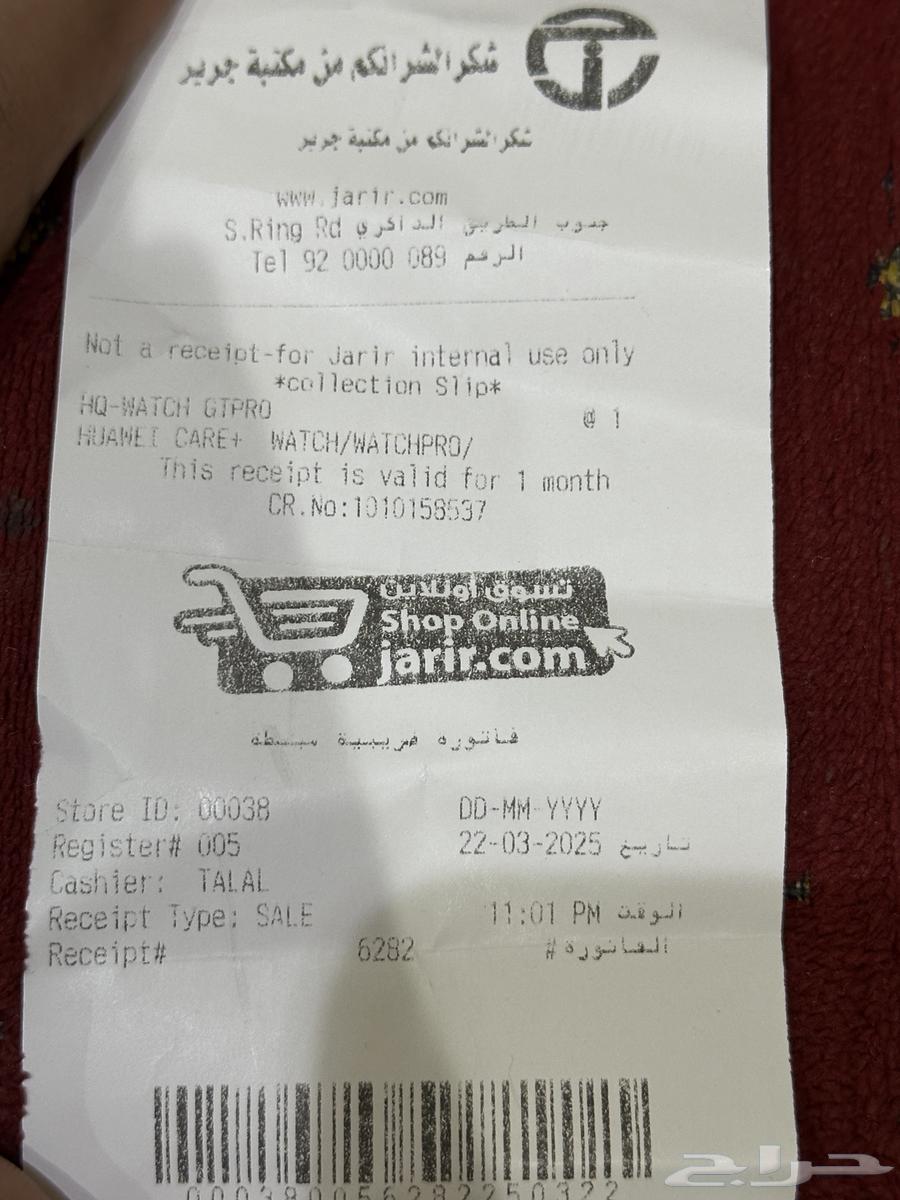 شكرا لشرائكم من مكتبة جرير
شكرا لشرائكم من مكتبة جرير
www.jarir.com
S.Ring Rd جنوب الطريق الدائري
Tel 92 0000 089 الرقم
Not a receipt-for Jarir internal use only
*collection Slip*
HQ-WATCH GTPRO @ 1
HUAWEI CARE+ WATCH/WATCHPRO/
This receipt is valid for 1 month
CR.No:1010158537
تسوق أونلاين
Shop Online
jarir.com
فاتوره ضريبية مبسطه
Store ID: 00038 DD-MM-YYYY
Register# 005 22-03-2025 تاريخ
Cashier: TALAL
Receipt Type: SALE 11:01 PM الوقت
Receipt# 6282 الفاتورة #
000380056282250322
حراج